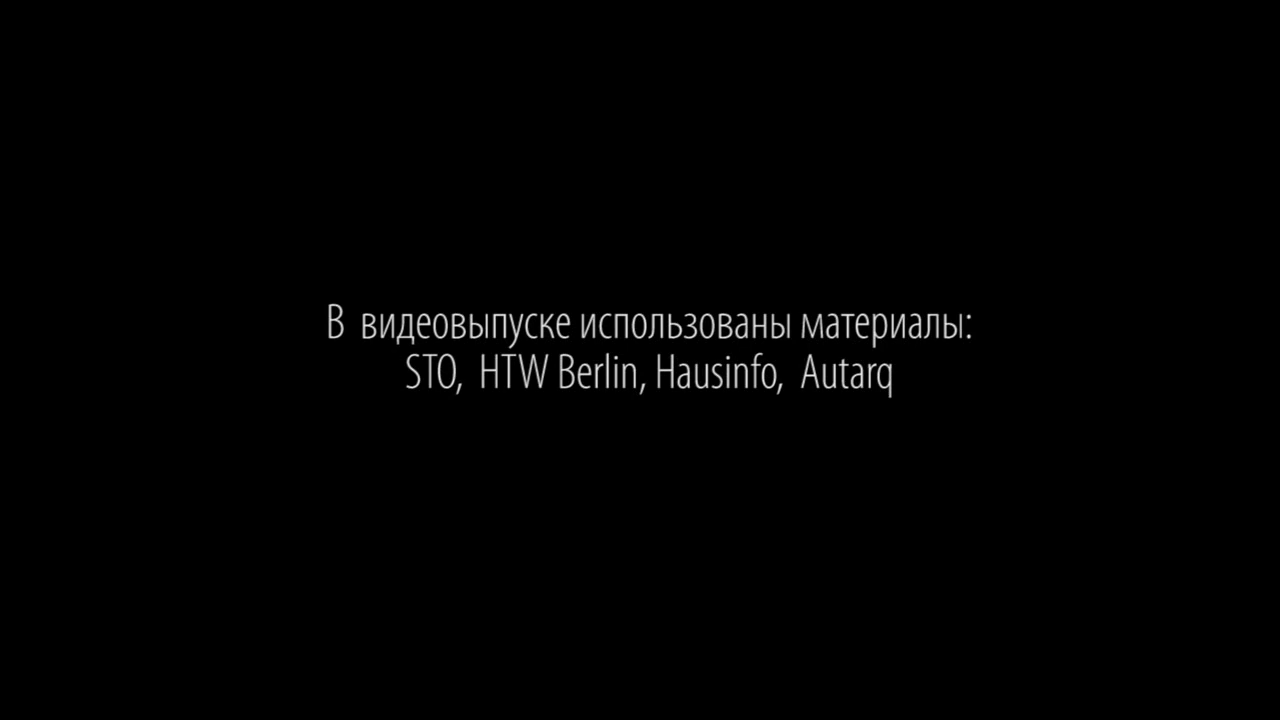 В видеовыпуске использованы материалы:
STO, HTW Berlin, Hausinfo, Autarq